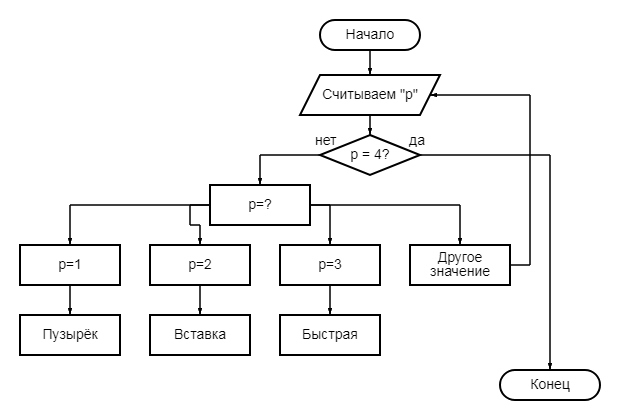 Начало
Считываем "p"
нет
да
p = 4?
p=?
p=1
p=2
p=3
Другое
значение
Пузырёк
Вставка
Быстрая
Конец